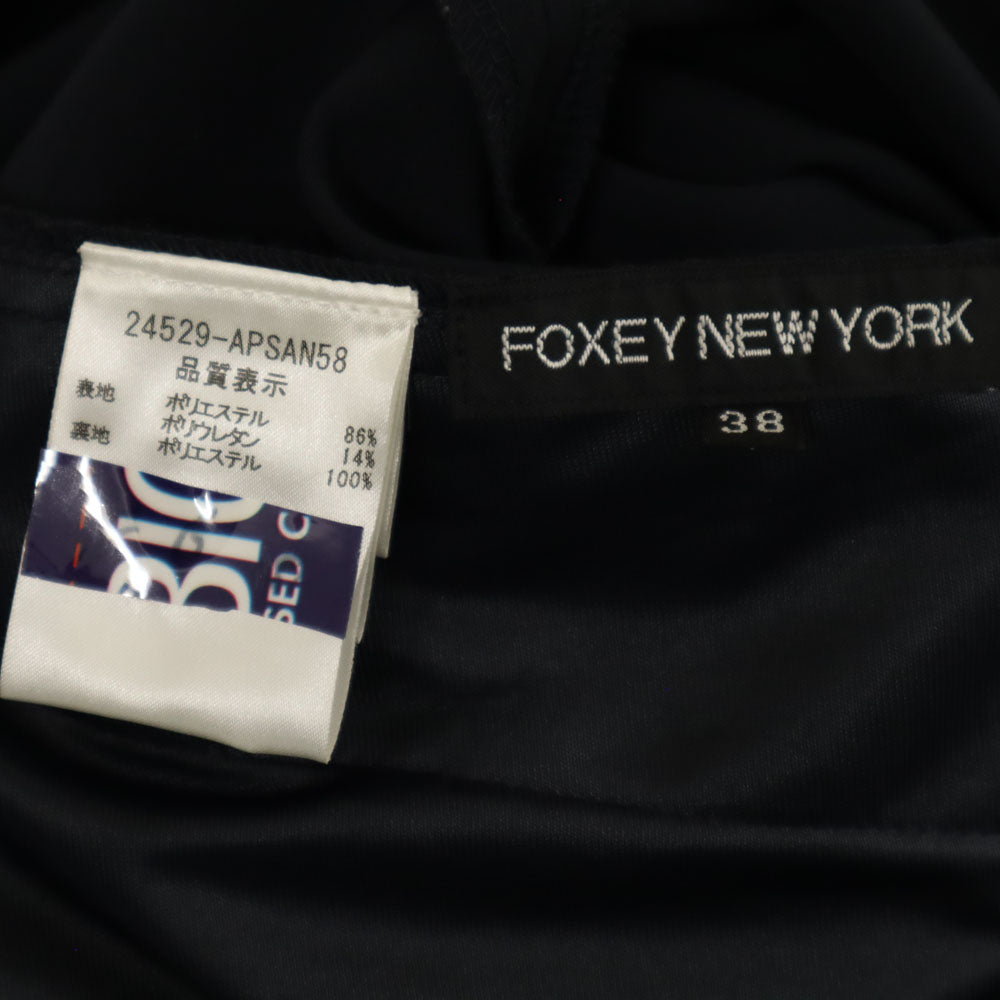 24529-APSAN58
品質表示
表地 ポリエステル 86%
ポリウレタン 14%
裏地 ポリエステル 100%
FOXEY NEW YORK
38